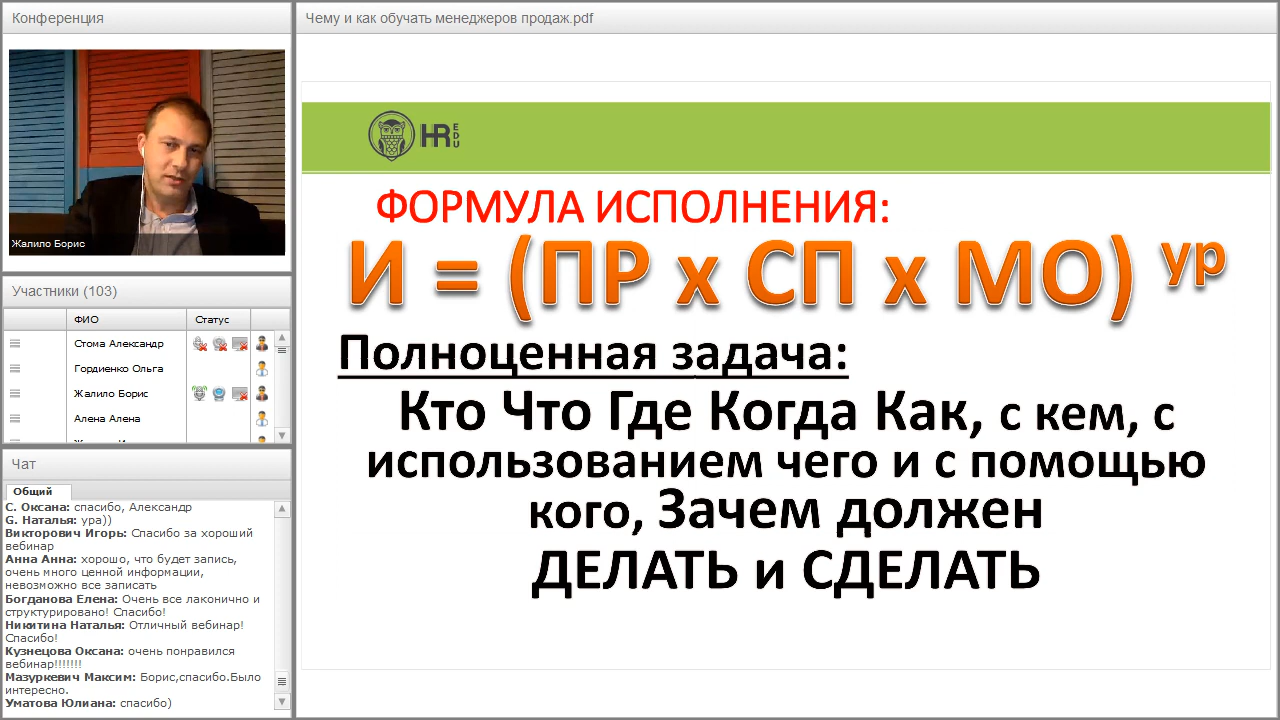 Конференция
Жалило Борис
Участники (103)
ФИО Статус
Стома Александр
Гордиенко Ольга
Жалило Борис
Алена Алена
Чат
Общий
С. Оксана: спасибо, Александр
G. Наталья: ура))
Викторович Игорь: Спасибо за хороший
вебинар
Анна Анна: хорошо, что будет запись,
очень много ценной информации,
невозможно все записать
Богданова Елена: Очень все лаконично и
структурировано! Спасибо!
Никитина Наталья: Отличный вебинар!
Спасибо!
Кузнецова Оксана: очень понравился
вебинар!!!!!!!
Мазуркевич Максим: Борис,спасибо.Было
интересно.
Уматова Юлиана: спасибо)
Чему и как обучать менеджеров продаж.pdf
HR EDU
ФОРМУЛА ИСПОЛНЕНИЯ:
И = (ПР х СП х МО) ур
Полноценная задача:
Кто Что Где Когда Как, с кем, с
использованием чего и с помощью
кого, Зачем должен
ДЕЛАТЬ и СДЕЛАТЬ